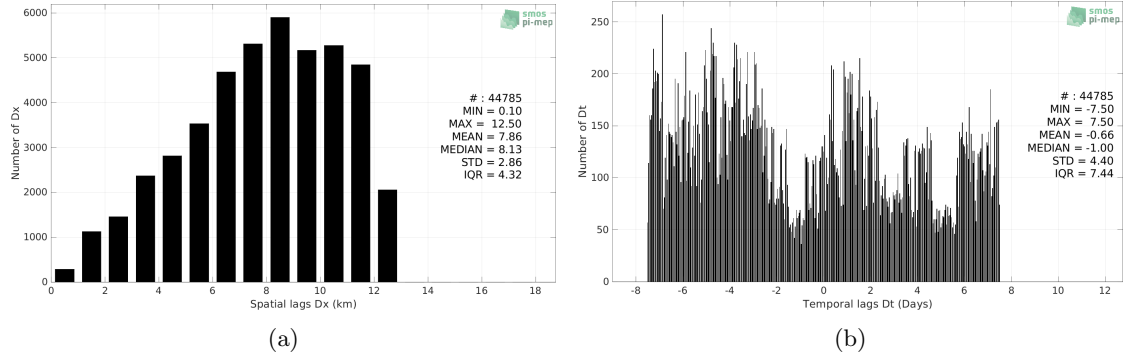 smos
pi-mep
6000
5000
4000
3000
2000
1000
0
Number of Dx
# : 44785
MIN = 0.10
MAX = 12.50
MEAN = 7.86
MEDIAN = 8.13
STD = 2.86
IQR = 4.32
0 2 4 6 8 10 12 14 16 18
Spatial lags Dx (km)
(a)
smos
pi-mep
250
200
150
100
50
0
Number of Dt
# : 44785
MIN = -7.50
MAX = 7.50
MEAN = -0.66
MEDIAN = -1.00
STD = 4.40
IQR = 7.44
-8 -6 -4 -2 0 2 4 6 8 10 12
Temporal lags Dt (Days)
(b)